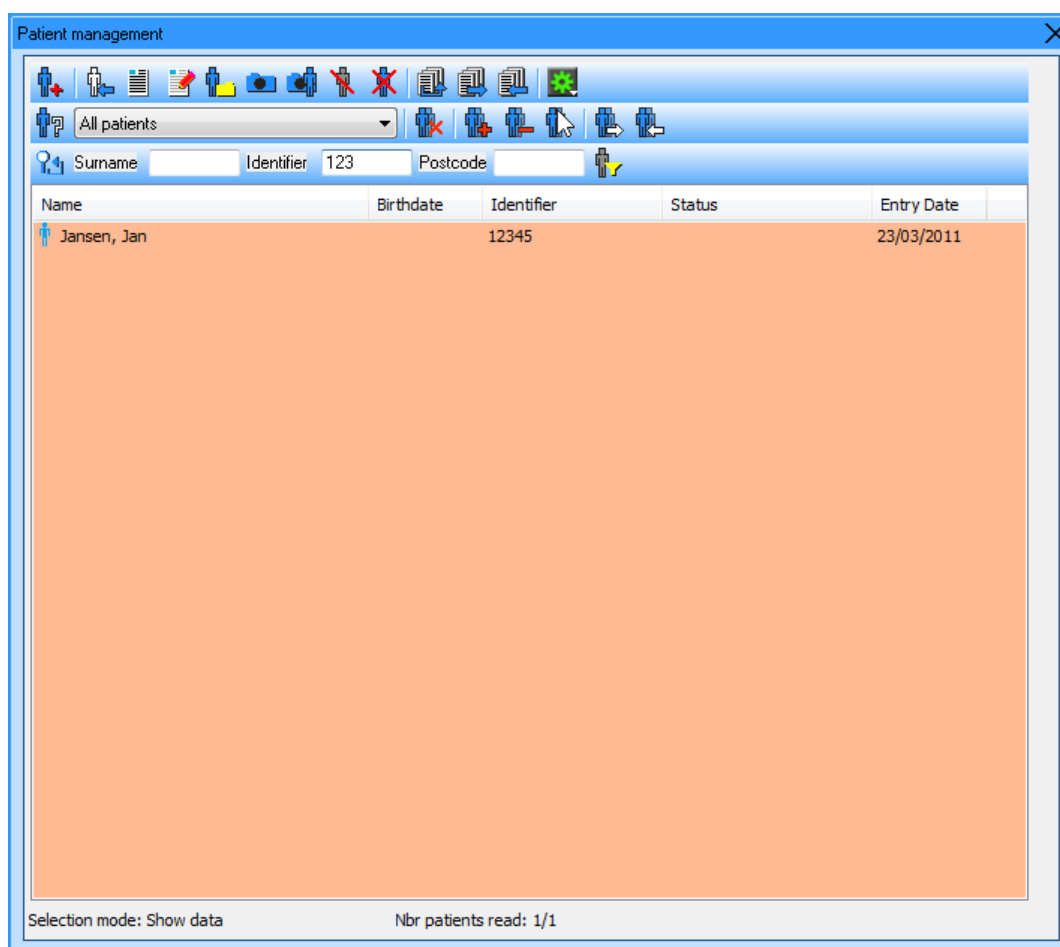 Patient management
All patients
Surname Identifier 123 Postcode
Name Birthdate Identifier Status Entry Date
Jansen, Jan 12345 23/03/2011
Selection mode: Show data Nbr patients read: 1/1